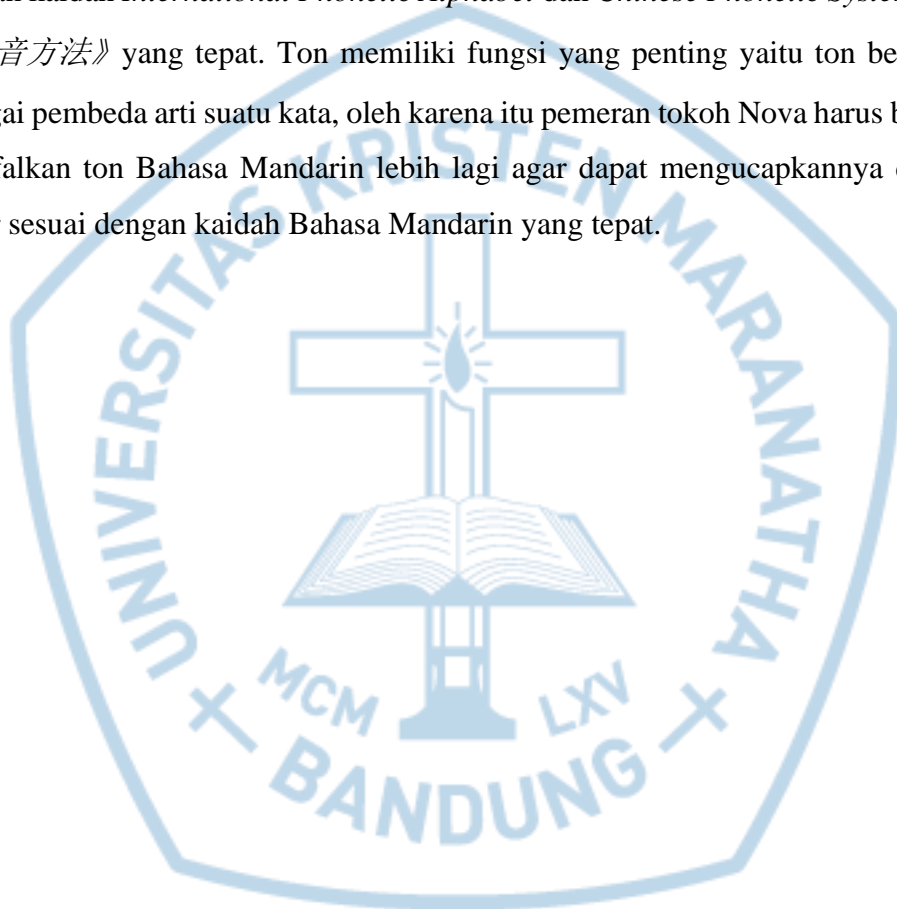 kaidah International Phonetic Alphabet dan Chinese Phonetic System
音方法》yang tepat. Ton memiliki fungsi yang penting yaitu ton be
gai pembeda arti suatu kata, oleh karena itu pemeran tokoh Nova harus b
falkan ton Bahasa Mandarin lebih lagi agar dapat mengucapkannya
sesuai dengan kaidah Bahasa Mandarin yang tepat.
UNIVERSITAS KRISTEN MARANATHA
MCM LXV
BANDUNG